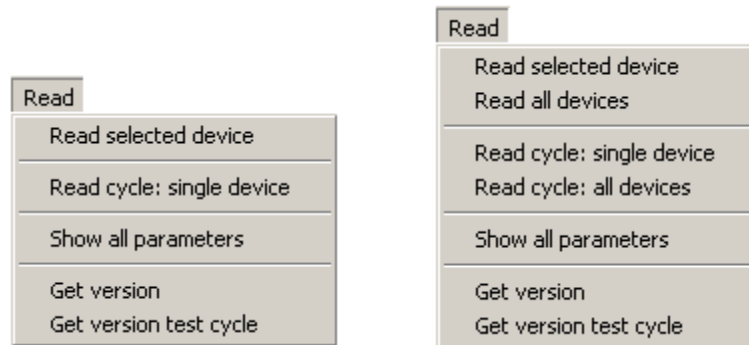 Read
Read selected device
Read cycle: single device
Show all parameters
Get version
Get version test cycle
Read
Read selected device
Read all devices
Read cycle: single device
Read cycle: all devices
Show all parameters
Get version
Get version test cycle